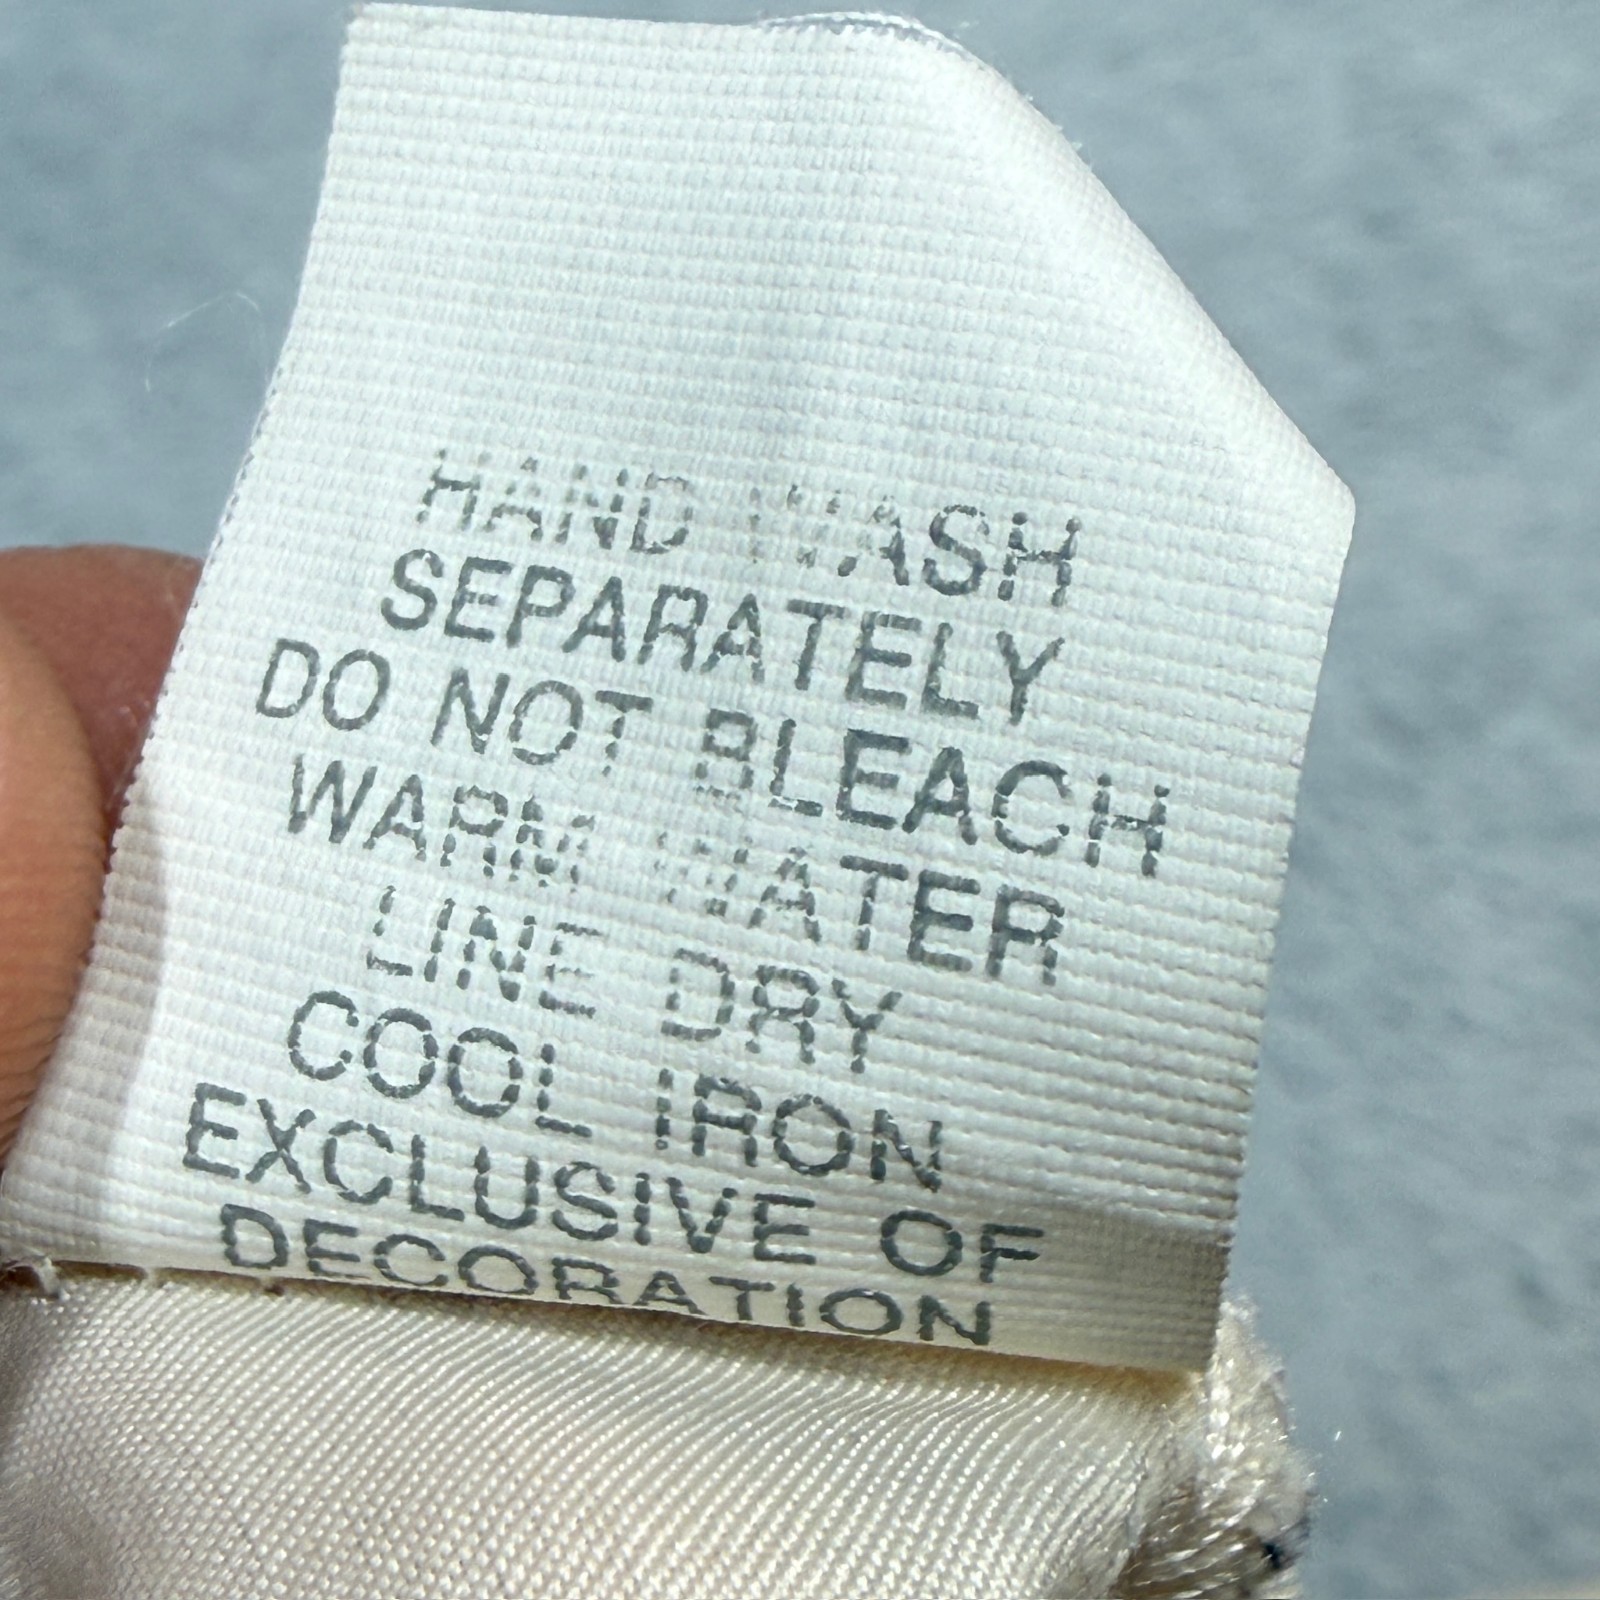 HAND WASH
SEPARATELY
DO NOT BLEACH
WARM WATER
LINE DRY
COOL IRON
EXCLUSIVE OF
DECORATION